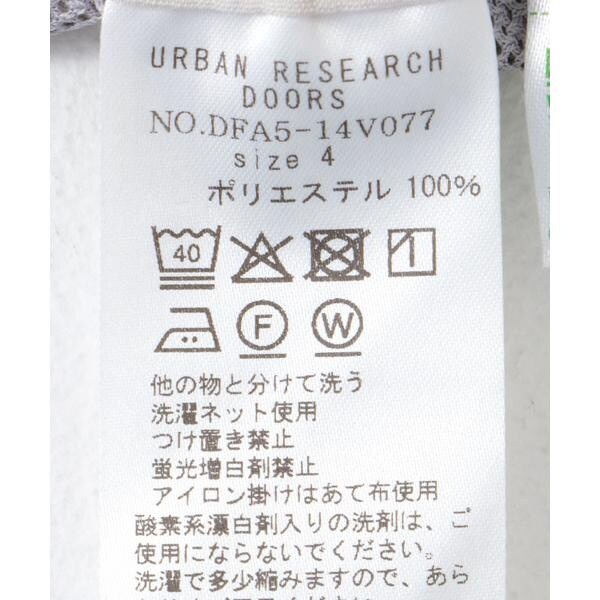 URBAN RESEARCH
DOORS
NO.DFA5-14V077
size 4
ポリエステル 100%
40
F W
他の物と分けて洗う
洗濯ネット使用
つけ置き禁止
蛍光増白剤禁止
アイロン掛けはあて布使用
酸素系漂白剤入りの洗剤は、ご
使用にならないでください。
洗濯で多少縮みますので、あら